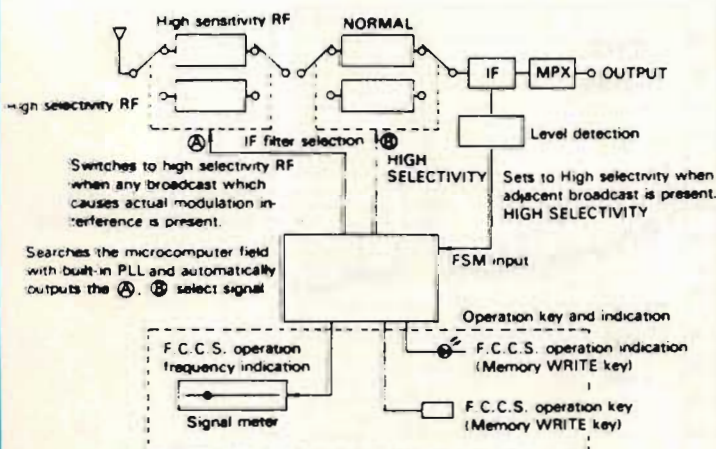 High sensitivity RF
NORMAL
IF
MPX
OUTPUT
High selectivity RF
Level detection
Ⓐ
IF filter selection
Ⓑ
Switches to high selectivity RF
when any broadcast which
causes actual modulation in-
terference is present.
HIGH
SELECTIVITY
Sets to High selectivity when
adjacent broadcast is present.
HIGH SELECTIVITY
Searches the microcomputer field
with built-in PLL and automatically
outputs the Ⓐ, Ⓑ select signal
FSM input
Operation key and indication
F.C.C.S. operation
frequency indication
Signal meter
F.C.C.S. operation indication
(Memory WRITE key)
F.C.C.S. operation key
(Memory WRITE key)